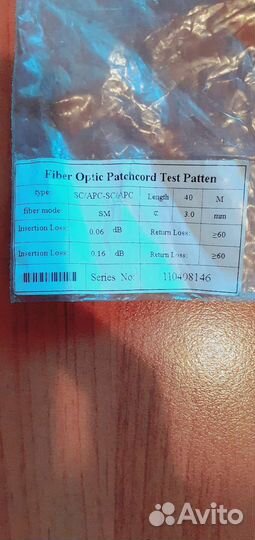 Fiber Optic Patchcord Test Patten
type: SC/APC-SC/APC Length 40 M
fiber mode: SM 3.0 mm
Insertion Loss: 0.06 dB Return Loss: ≥60
Insertion Loss: 0.16 dB Return Loss: ≥60
Series No: 110498146
Avito